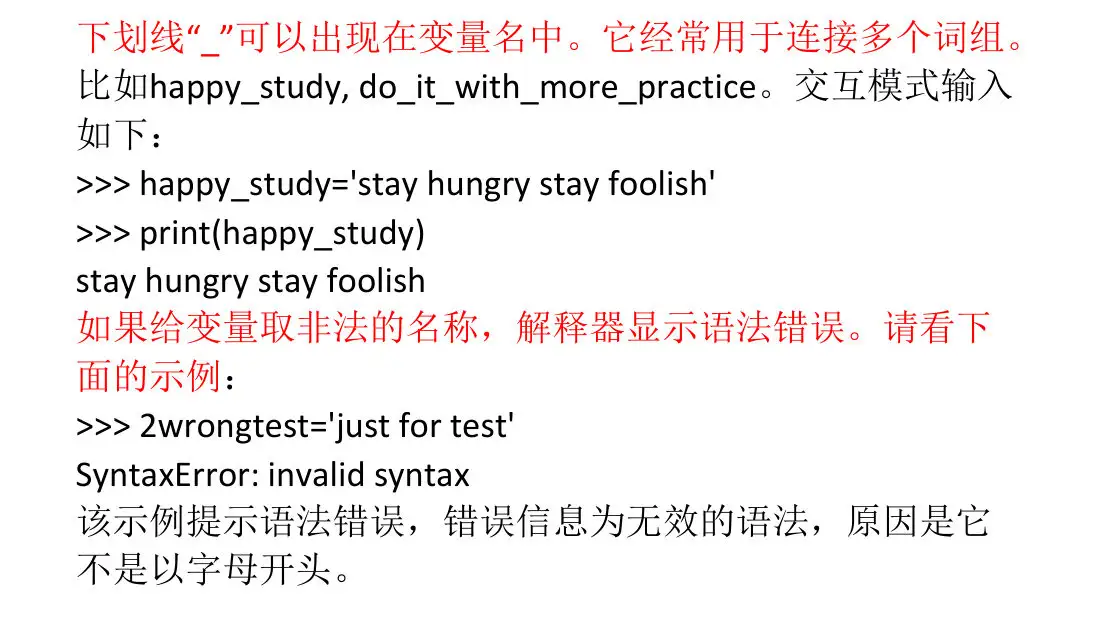 下划线“_”可以出现在变量名中。它经常用于连接多个词组。
比如happy_study, do_it_with_more_practice。交互模式输入
如下：
>>> happy_study='stay hungry stay foolish'
>>> print(happy_study)
stay hungry stay foolish
如果给变量取非法的名称，解释器显示语法错误。请看下
面的示例：
>>> 2wrongtest='just for test'
SyntaxError: invalid syntax
该示例提示语法错误，错误信息为无效的语法，原因是它
不是以字母开头。